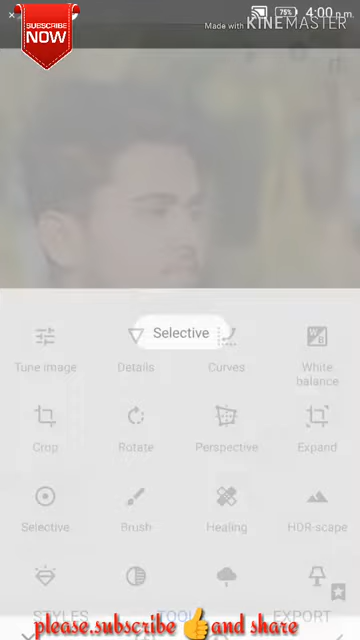 SUBSCRIBE
NOW
75%
4:00 p.m.
Made with KINEMASTER
Selective
Tune image
Details
Curves
White
balance
Crop
Rotate
Perspective
Expand
Selective
Brush
Healing
HDR-scape
STYLES
TOOLS
EXPORT
please.subscribe 👍and share